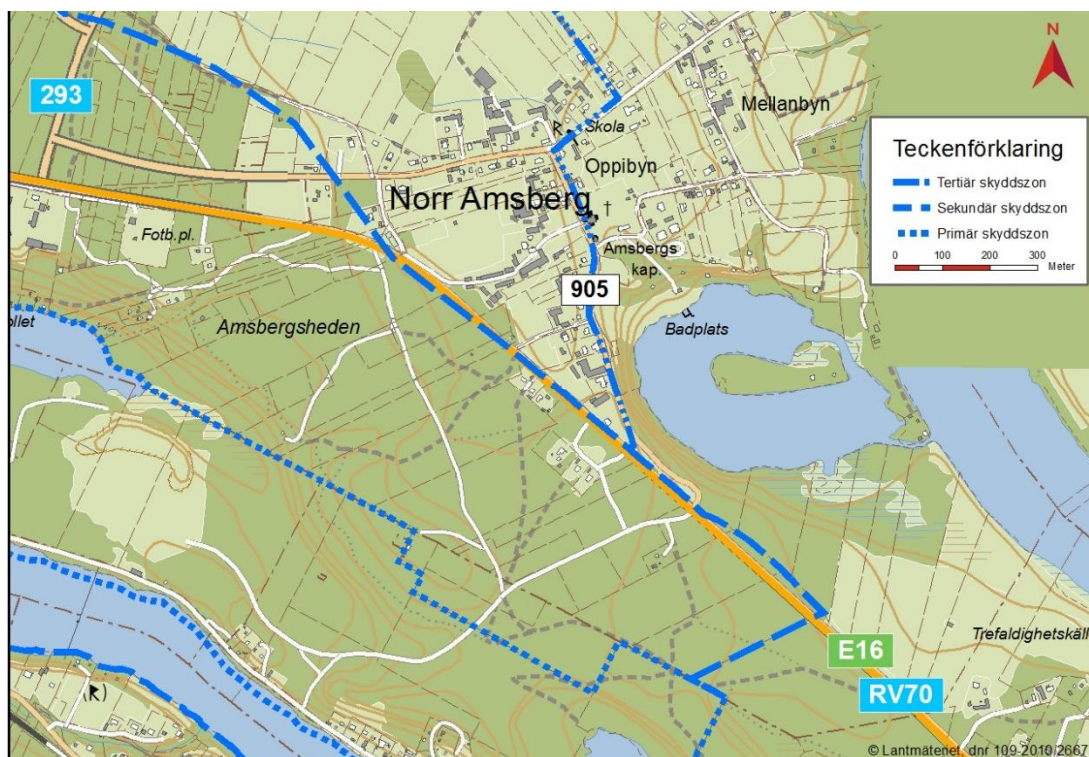 N
293
Mellanbyn
Skola
Teckenförklaring
Oppibyn
Tertiär skyddszon
Norr Amsberg
Sekundär skyddszon
Fotb.pl.
Primär skyddszon
Amsbergs
kap.
0 100 200 300
Meter
905
Amsbergsheden
Badplats
ollet
Trefaldighetskäll
E16
(R)
RV70
© Lantmäteriet, dnr 109-2010/2667